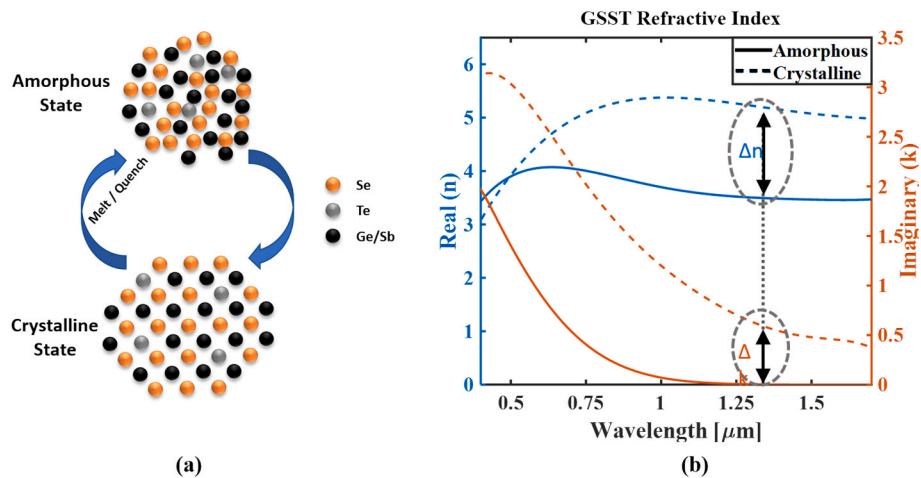 Amorphous
State
Melt / Quench
Se
Te
Ge/Sb
Crystalline
State
(a)
GSST Refractive Index
Amorphous
Crystalline
Real (n)
6
5
4
3
2
1
0
Imaginary (k)
3.5
3
2.5
2
1.5
1
0.5
0
Δn
Δ
k
0.5
0.75
1
1.25
1.5
Wavelength [μm]
(b)